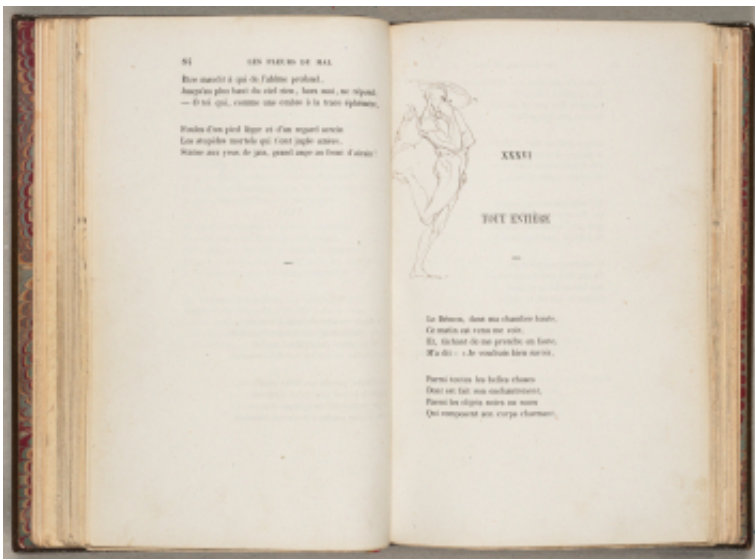 84 LES FLEURS DU MAL.
Être maudit à qui de l'abîme profond,
Jusqu'au plus haut du ciel rien, hors moi, ne répond.
— O toi qui, comme une ombre à la trace éphémère,
Foules d'un pied léger et d'un regard serein
Les stupides mortels qui t'ont jugée amère,
Statue aux yeux de jais, grand ange au front d'airain!
XXXVI
TOUT ENTIÈRE
Le Démon, dans ma chambre haute,
Ce matin est venu me voir,
Et, tâchant de me prendre en faute,
M'a dit : « Je voudrais bien savoir,
Parmi toutes les belles choses
Dont est fait son enchantement,
Parmi les objets noirs ou roses
Qui composent son corps charmant,